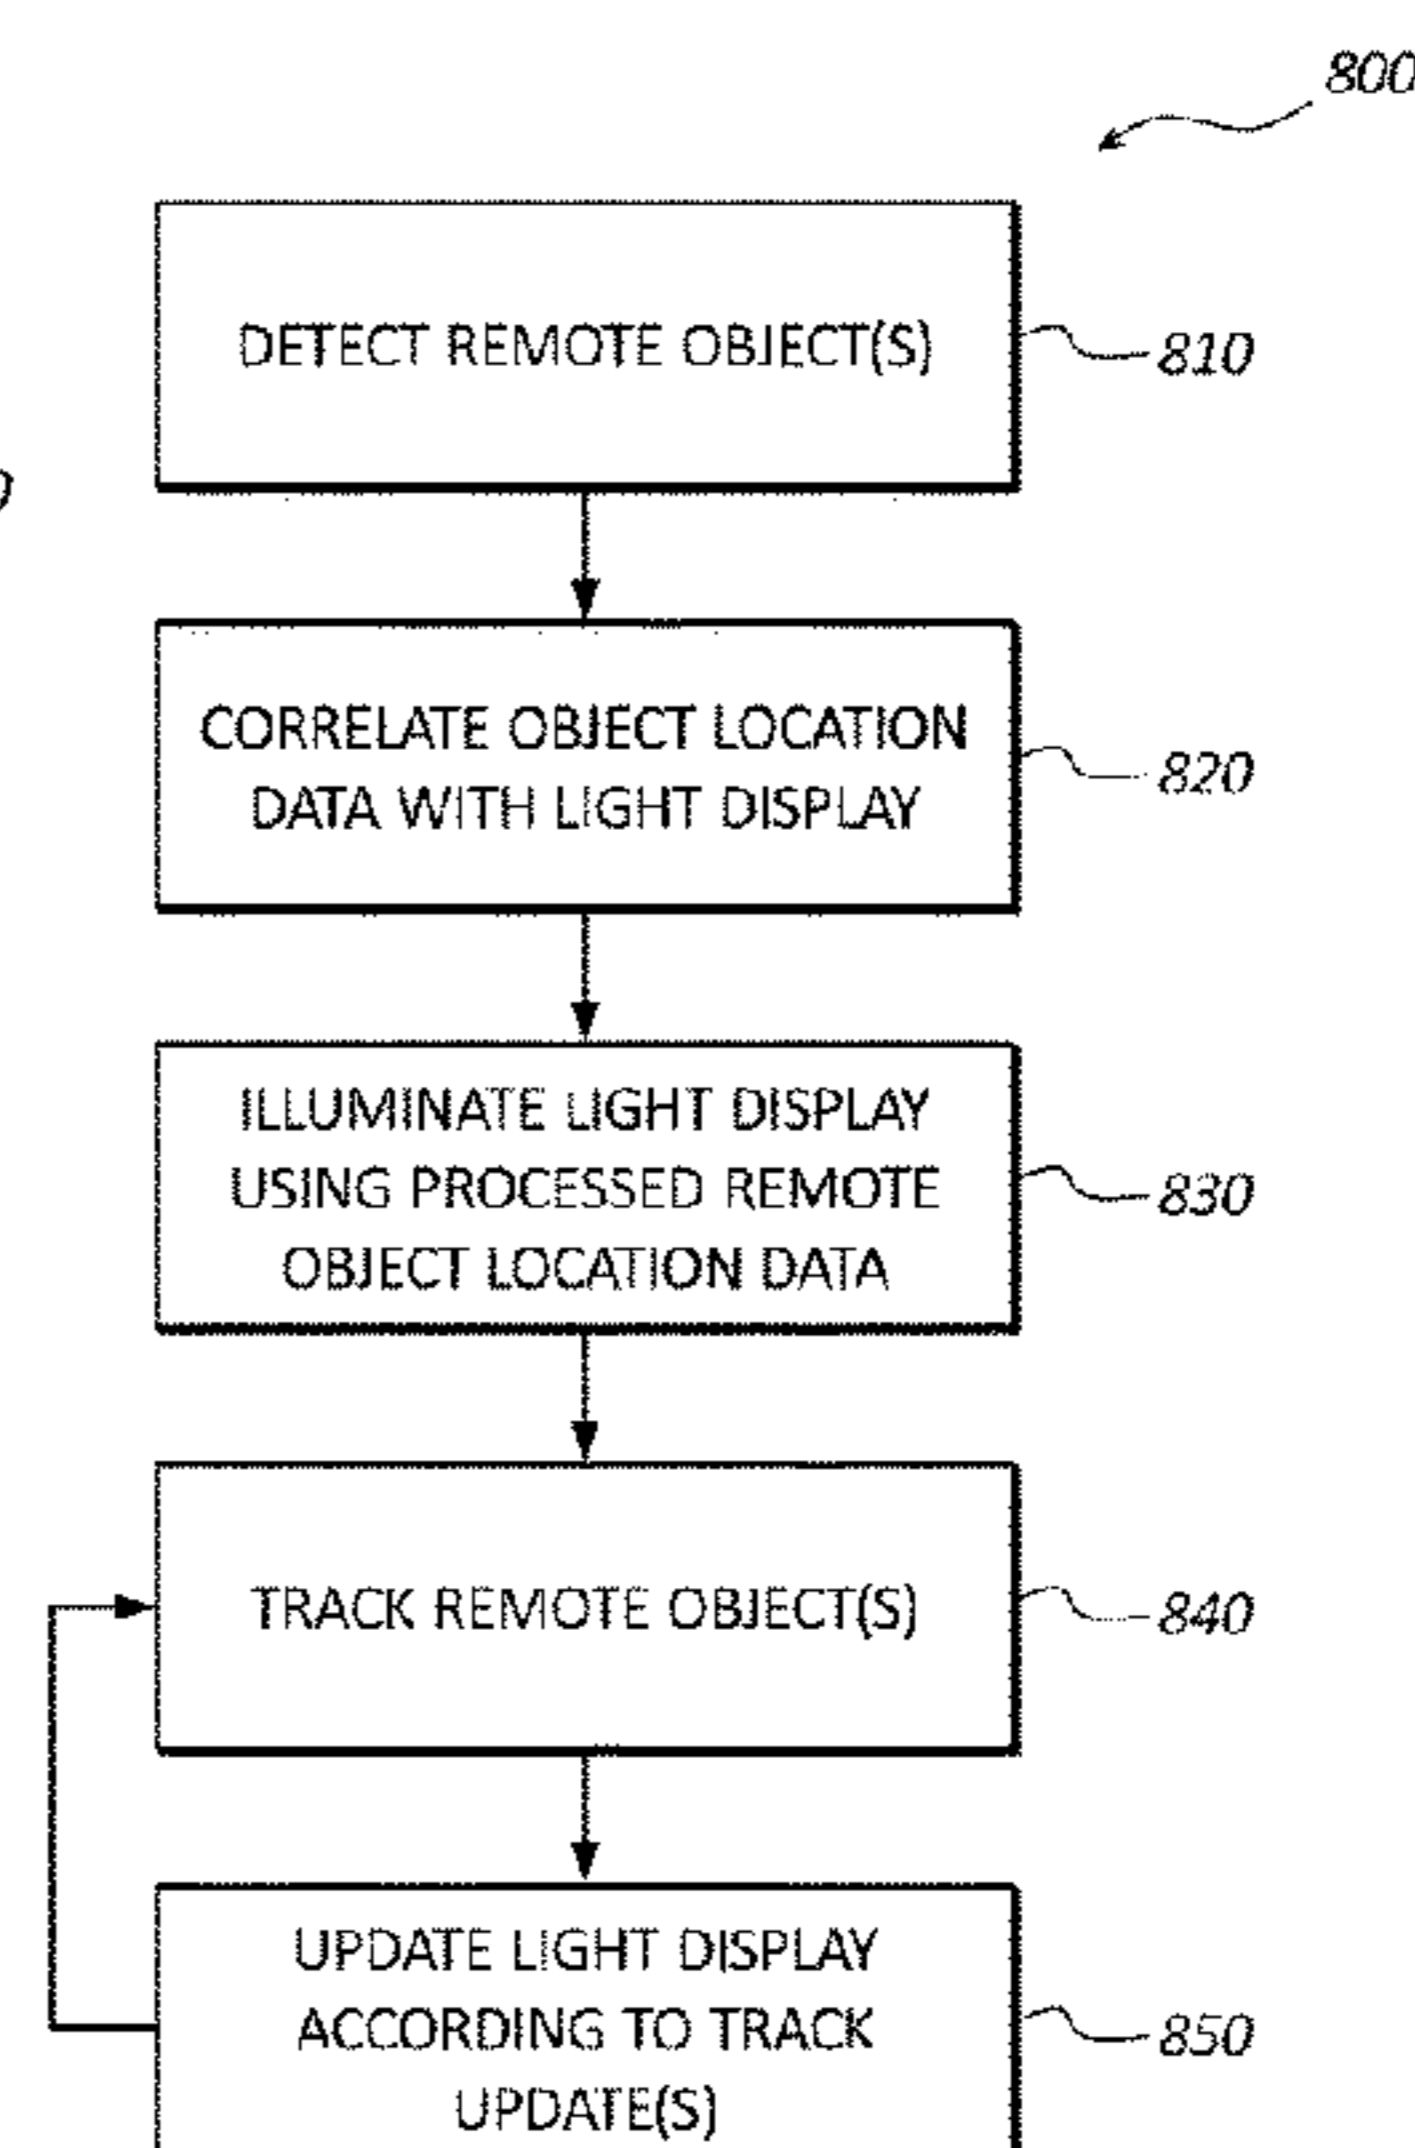 800
DETECT REMOTE OBJECT(S)
810
CORRELATE OBJECT LOCATION
DATA WITH LIGHT DISPLAY
820
ILLUMINATE LIGHT DISPLAY
USING PROCESSED REMOTE
OBJECT LOCATION DATA
830
TRACK REMOTE OBJECT(S)
840
UPDATE LIGHT DISPLAY
ACCORDING TO TRACK
UPDATE(S)
850